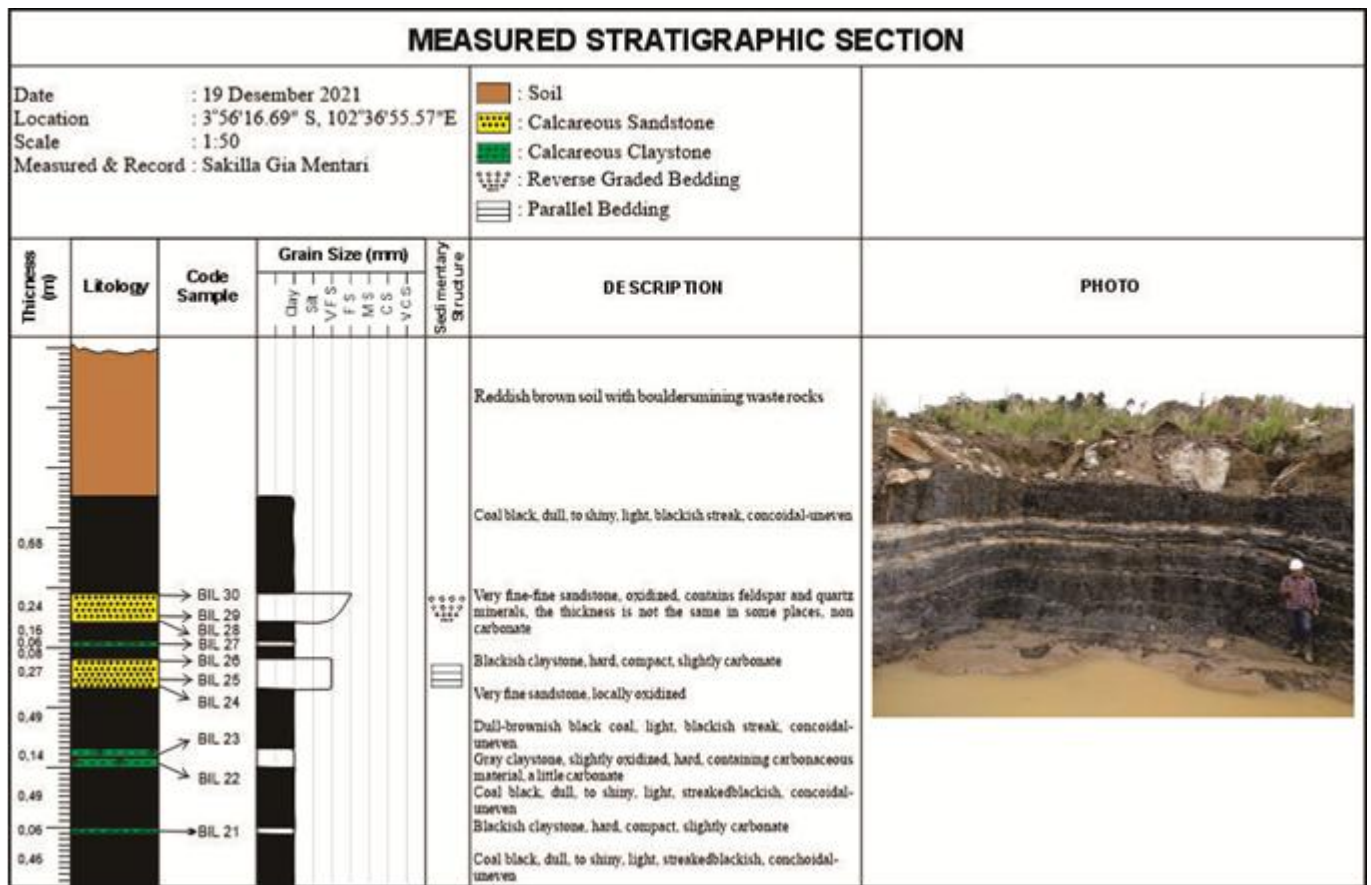 MEASURED STRATIGRAPHIC SECTION
Date : 19 Desember 2021
Location : 3°56'16.69" S, 102°36'55.57"E
Scale : 1:50
Measured & Record : Sakilla Gia Mentari
: Soil
: Calcareous Sandstone
: Calcareous Claystone
: Reverse Graded Bedding
: Parallel Bedding
Thicness (m)
Litology
Code Sample
Grain Size (mm)
Clay
Silt
V F S
F S
M S
C S
V C S
Sedimentary Structure
DESCRIPTION
PHOTO
Reddish brown soil with bouldersmining waste rocks
Coal black, dull, to shiny, light, blackish streak, concoidal-uneven
0,68
BIL 30
Very fine-fine sandstone, oxidized, contains feldspar and quartz
minerals, the thickness is not the same in some places, non
carbonate
0,24
BIL 29
0,16
BIL 28
0,06
BIL 27
0,08
BIL 26
Blackish claystone, hard, compact, slightly carbonate
0,27
BIL 25
Very fine sandstone, locally oxidized
BIL 24
0,49
Dull-brownish black coal, light, blackish streak, concoidal-
uneven
BIL 23
0,14
Gray claystone, slightly oxidized, hard, containing carbonaceous
material, a little carbonate
BIL 22
0,49
Coal black, dull, to shiny, light, streakedblackish, concoidal-
uneven
0,06
BIL 21
Blackish claystone, hard, compact, slightly carbonate
0,46
Coal black, dull, to shiny, light, streakedblackish, conchoidal-
uneven